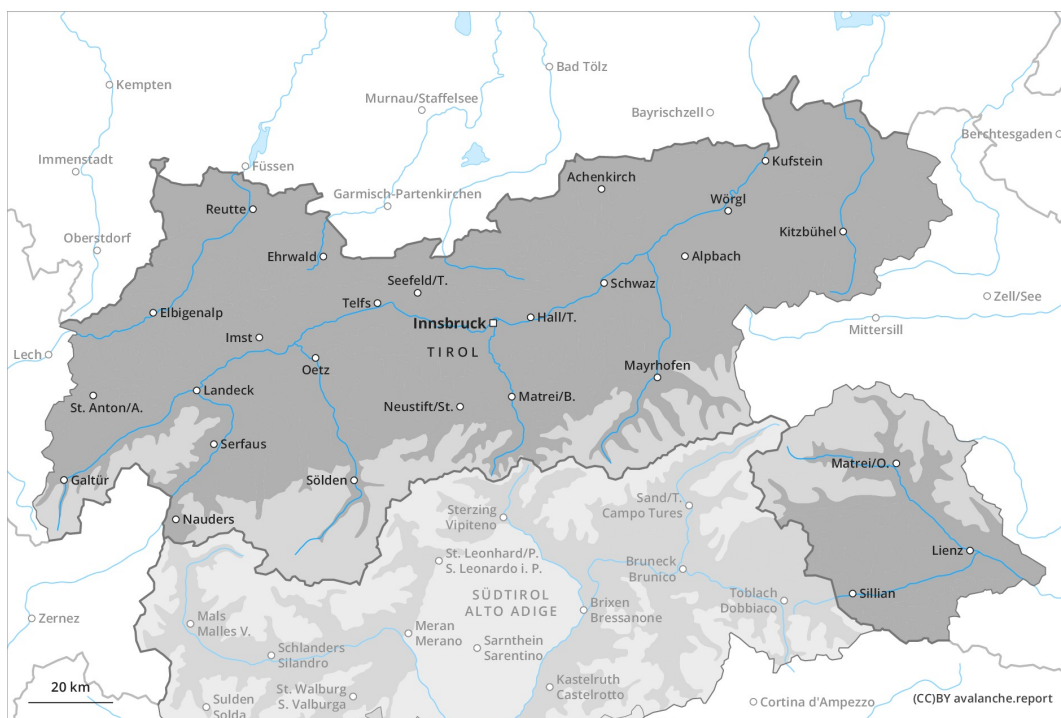 Kempten
Bad Tölz
Murnau/Staffelsee
Bayrischzell
Berchtesgaden
Immenstadt
Füssen
Kufstein
Achenkirch
Garmisch-Partenkirchen
Reutte
Wörgl
Kitzbühel
Oberstdorf
Ehrwald
Alpbach
Seefeld/T.
Schwaz
Zell/See
Telfs
Elbigenalp
Hall/T.
Mittersill
Innsbruck
Imst
TIROL
Lech
Oetz
Mayrhofen
Landeck
St. Anton/A.
Matrei/B.
Neustift/St.
Serfaus
Matrei/O.
Galtür
Sölden
Sand/T.
Campo Tures
Sterzing
Vipiteno
Nauders
Lienz
St. Leonhard/P.
S. Leonardo i. P.
Bruneck
Brunico
SÜDTIROL
ALTO ADIGE
Sillian
Toblach
Dobbiaco
Brixen
Bressanone
Zernez
Mals
Malles V.
Meran
Merano
Sarnthein
Sarentino
Schlanders
Silandro
Kastelruth
Castelrotto
20 km
St. Walburg
S. Valburga
Sulden
Solda
Cortina d'Ampezzo
(CC)BY avalanche.report